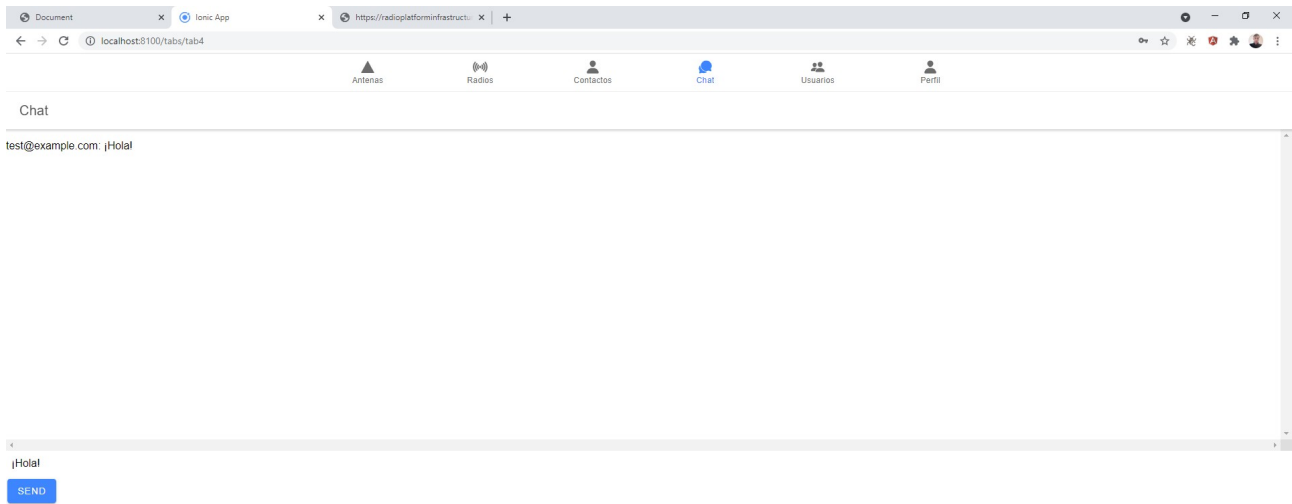 Document
Ionic App
https://radioplatforminfrastructu
localhost:8100/tabs/tab4
Antenas
Radios
Contactos
Chat
Usuarios
Perfil
Chat
test@example.com: ¡Hola!
¡Hola!
SEND